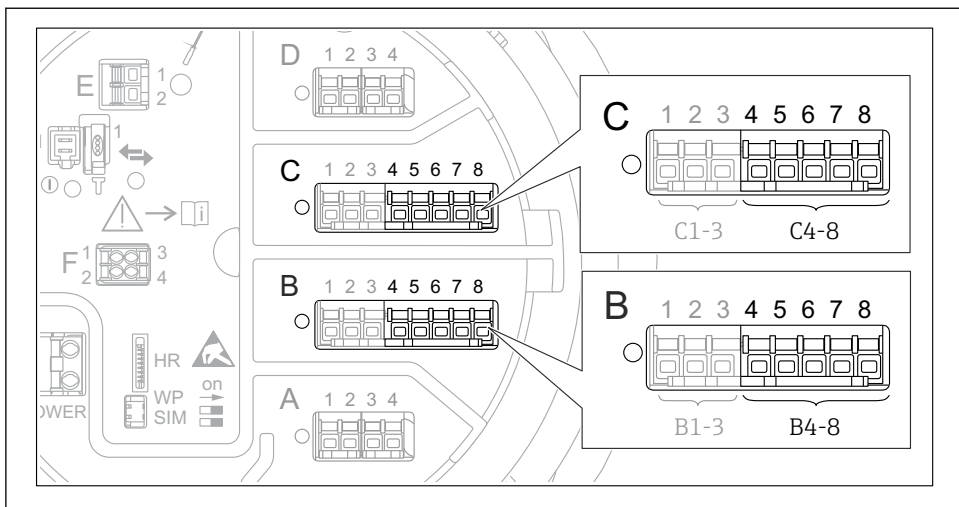 D 1 2 3 4
E 1
2
1
C 1 2 3 4 5 6 7 8
C 1 2 3 4 5 6 7 8
C1-3 C4-8
i
F 1 3
2 4
B 1 2 3 4 5 6 7 8
B 1 2 3 4 5 6 7 8
B1-3 B4-8
HR
WP on
SIM
OWER
A 1 2 3 4